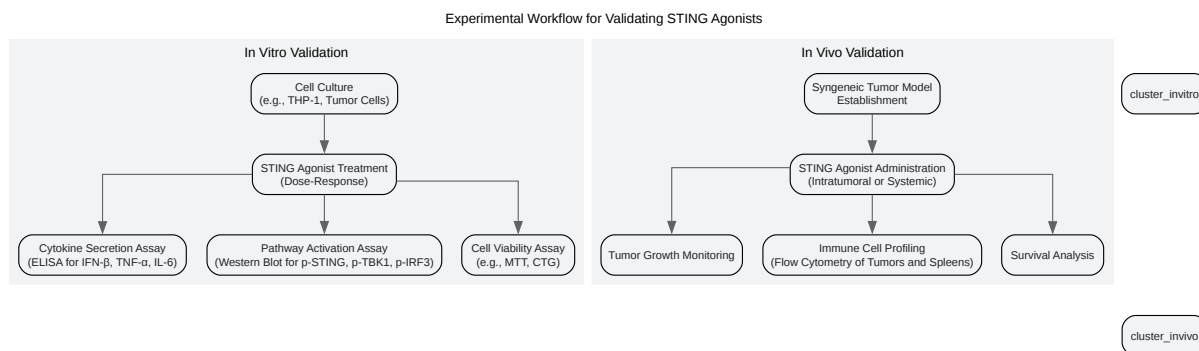 Experimental Workflow for Validating STING Agonists
In Vitro Validation
Cell Culture
(e.g., THP-1, Tumor Cells)
STING Agonist Treatment
(Dose-Response)
Cytokine Secretion Assay
(ELISA for IFN-β, TNF-α, IL-6)
Pathway Activation Assay
(Western Blot for p-STING, p-TBK1, p-IRF3)
Cell Viability Assay
(e.g., MTT, CTG)
In Vivo Validation
Syngeneic Tumor Model
Establishment
STING Agonist Administration
(Intratumoral or Systemic)
Tumor Growth Monitoring
Immune Cell Profiling
(Flow Cytometry of Tumors and Spleens)
Survival Analysis
cluster_invitro
cluster_invivo